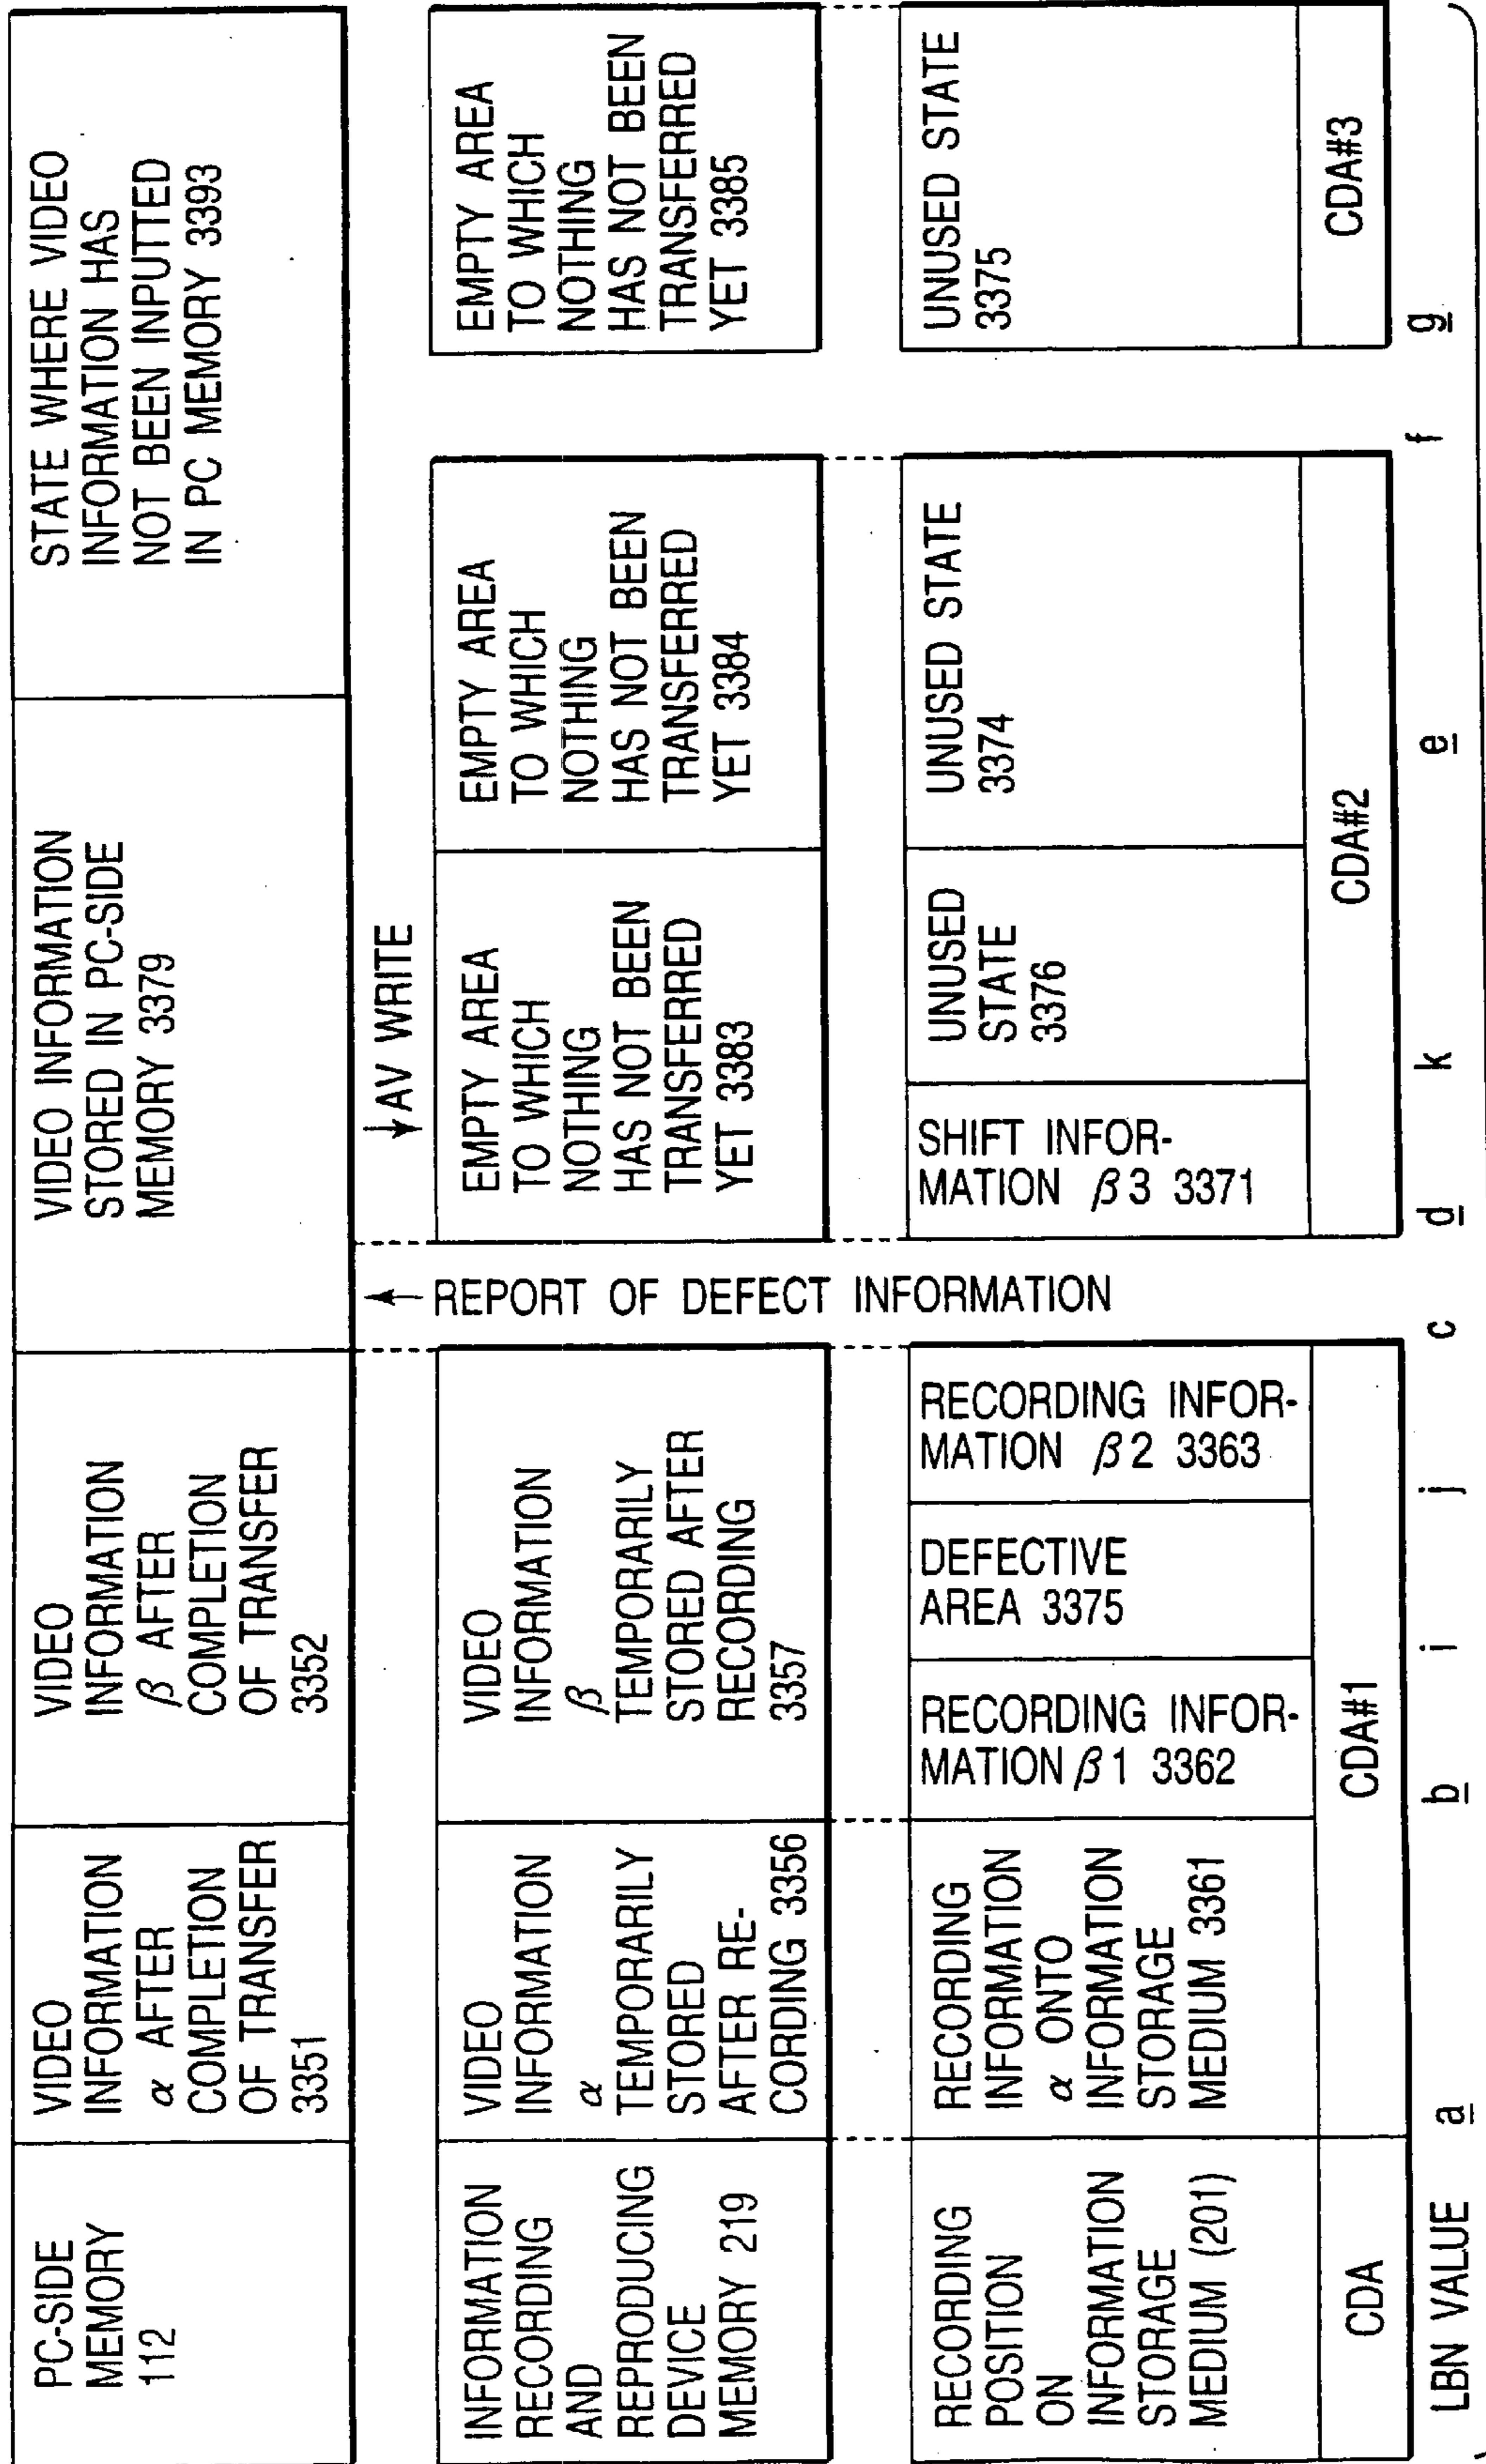 PC-SIDE
MEMORY
112
VIDEO
INFORMATION
α AFTER
COMPLETION
OF TRANSFER
3351
VIDEO
INFORMATION
β AFTER
COMPLETION
OF TRANSFER
3352
VIDEO INFORMATION
STORED IN PC-SIDE
MEMORY 3379
STATE WHERE VIDEO
INFORMATION HAS
NOT BEEN INPUTTED
IN PC MEMORY 3393
←REPORT OF DEFECT INFORMATION
↓AV WRITE
INFORMATION
RECORDING
AND
REPRODUCING
DEVICE
MEMORY 219
VIDEO
INFORMATION
α
TEMPORARILY
STORED
AFTER RE-
CORDING 3356
VIDEO
INFORMATION
β
TEMPORARILY
STORED AFTER
RECORDING
3357
EMPTY AREA
TO WHICH
NOTHING
HAS NOT BEEN
TRANSFERRED
YET 3383
EMPTY AREA
TO WHICH
NOTHING
HAS NOT BEEN
TRANSFERRED
YET 3384
EMPTY AREA
TO WHICH
NOTHING
HAS NOT BEEN
TRANSFERRED
YET 3385
RECORDING
POSITION
ON
INFORMATION
STORAGE
MEDIUM (201)
RECORDING
INFORMATION
α ONTO
INFORMATION
STORAGE
MEDIUM 3361
RECORDING INFOR-
MATION β1 3362
DEFECTIVE
AREA 3375
RECORDING INFOR-
MATION β2 3363
SHIFT INFOR-
MATION β3 3371
UNUSED
STATE
3376
UNUSED STATE
3374
UNUSED STATE
3375
CDA
CDA#1
CDA#2
CDA#3
LBN VALUE a b i j c d k e f g